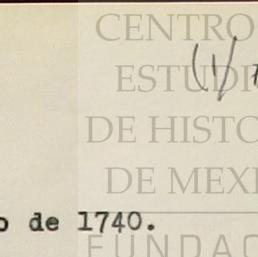 CENTRO
ESTUDI
DE HISTO
DE MEXI
o de 1740.
FUNDAC